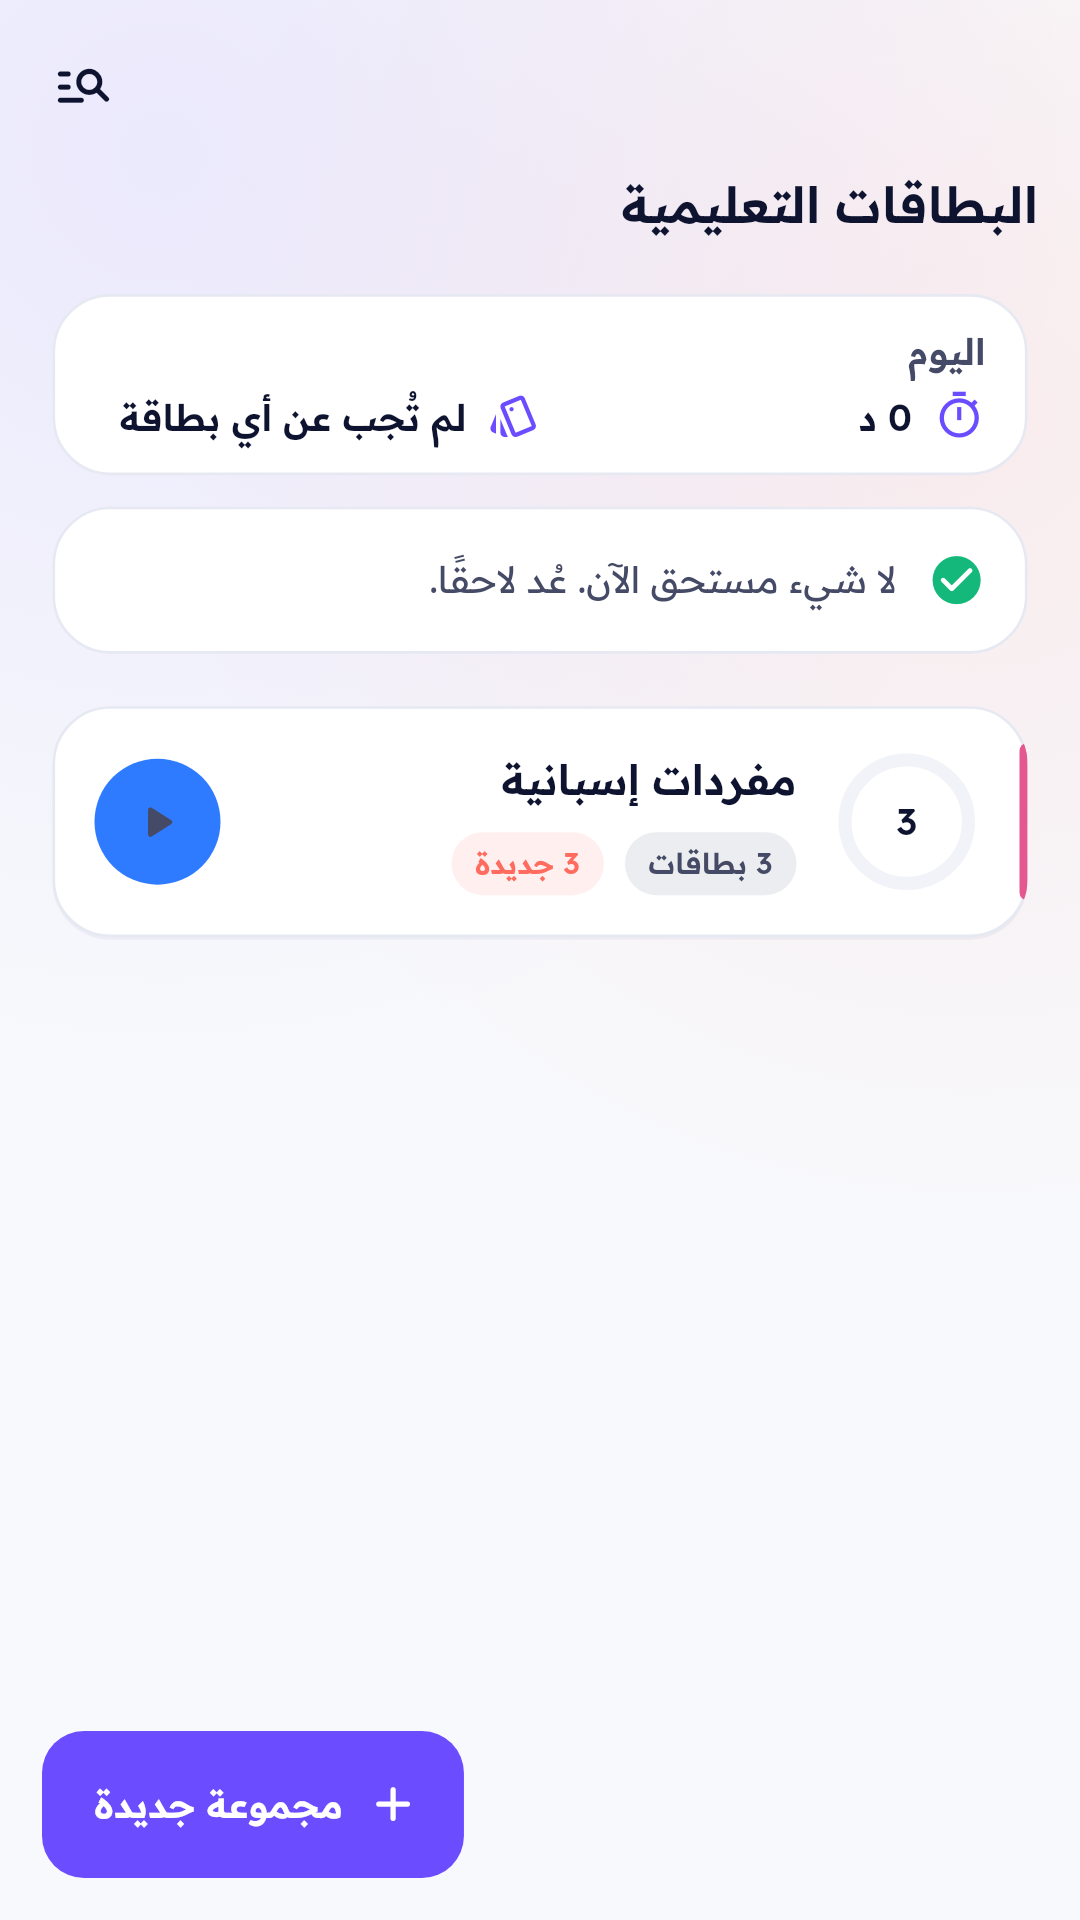 البطاقات التعليمية
اليوم
0 د
لم تُجب عن أي بطاقة
لا شيء مستحق الآن. عُد لاحقًا.
3
مفردات إسبانية
3 بطاقات
3 جديدة
مجموعة جديدة